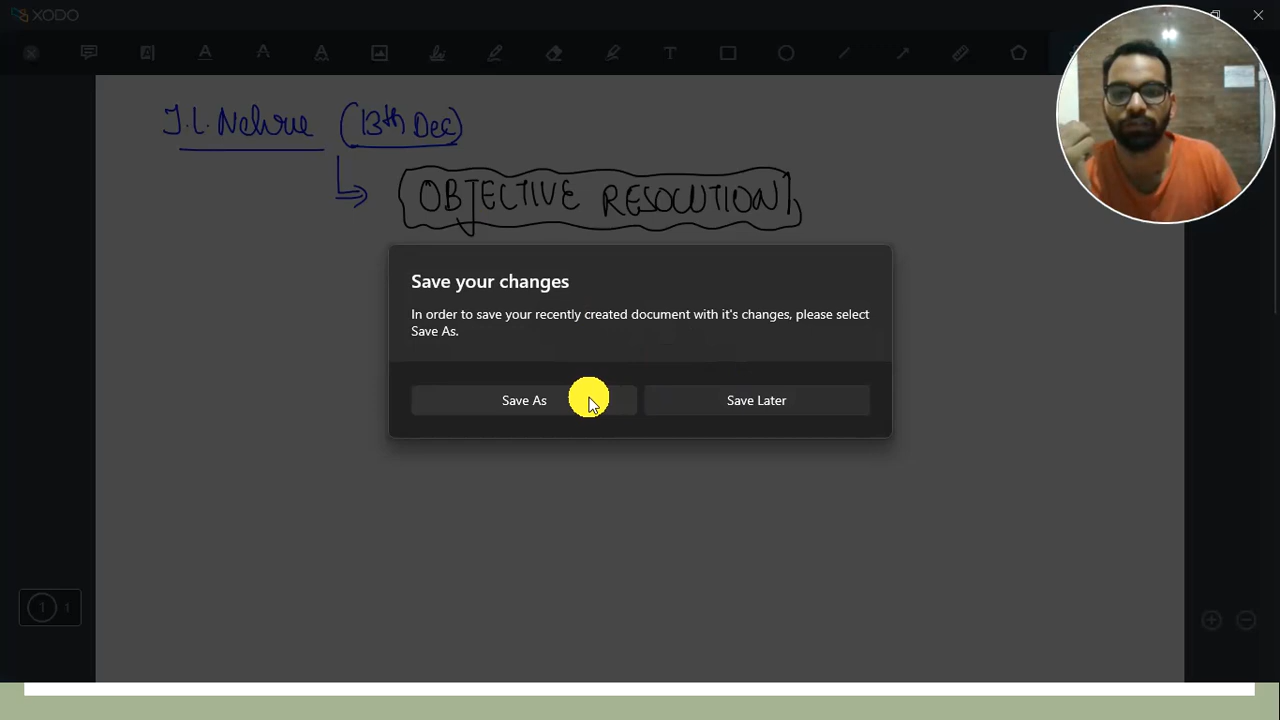 XODO
J.L. Nehru (13th Dec)
OBJECTIVE RESOLUTION
Save your changes
In order to save your recently created document with it's changes, please select
Save As.
Save As
Save Later
1 1